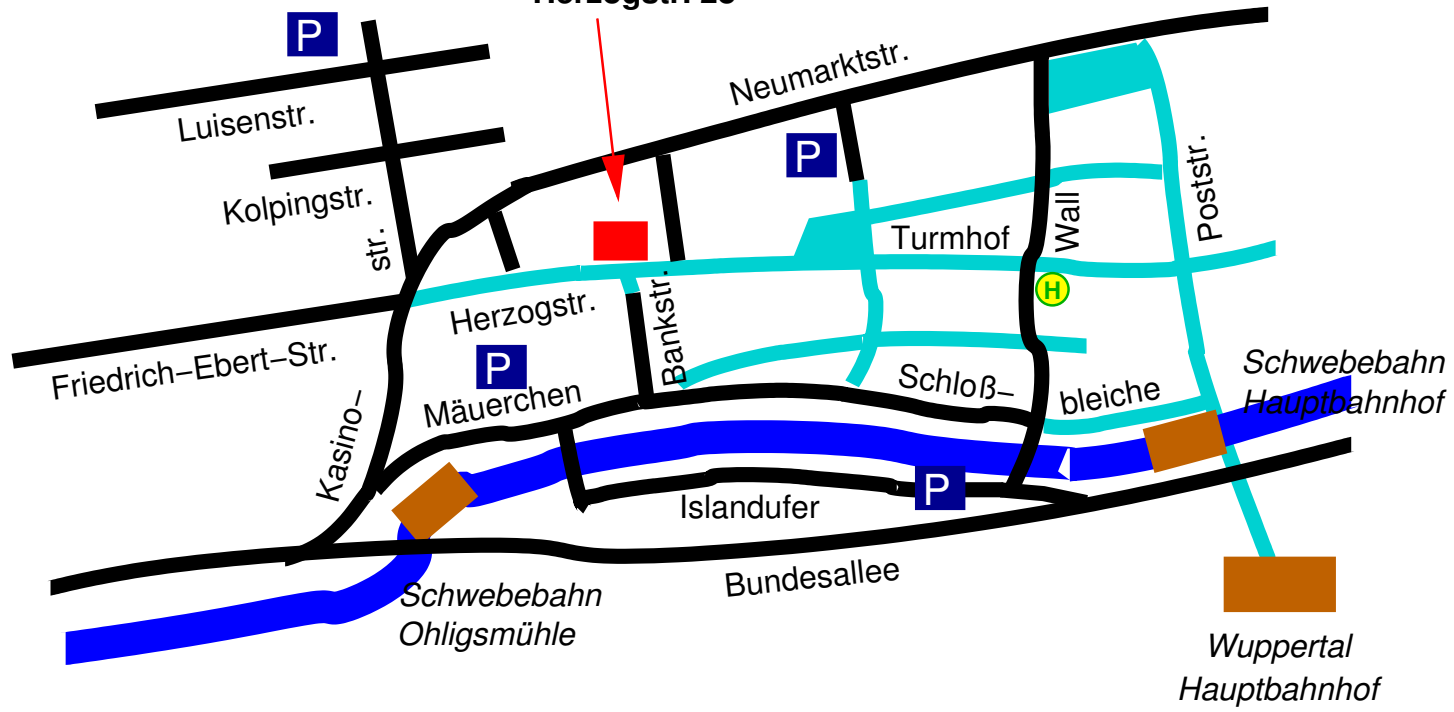 P
Neumarktstr.
Luisenstr.
P
Kolpingstr.
Poststr.
Wall
str.
Turmhof
H
Herzogstr.
Bankstr.
Friedrich–Ebert–Str.
P
Schwebebahn
Hauptbahnhof
Mäuerchen
Schloß–
bleiche
Kasino–
P
Islandufer
Bundesallee
Schwebebahn
Ohligsmühle
Wuppertal
Hauptbahnhof